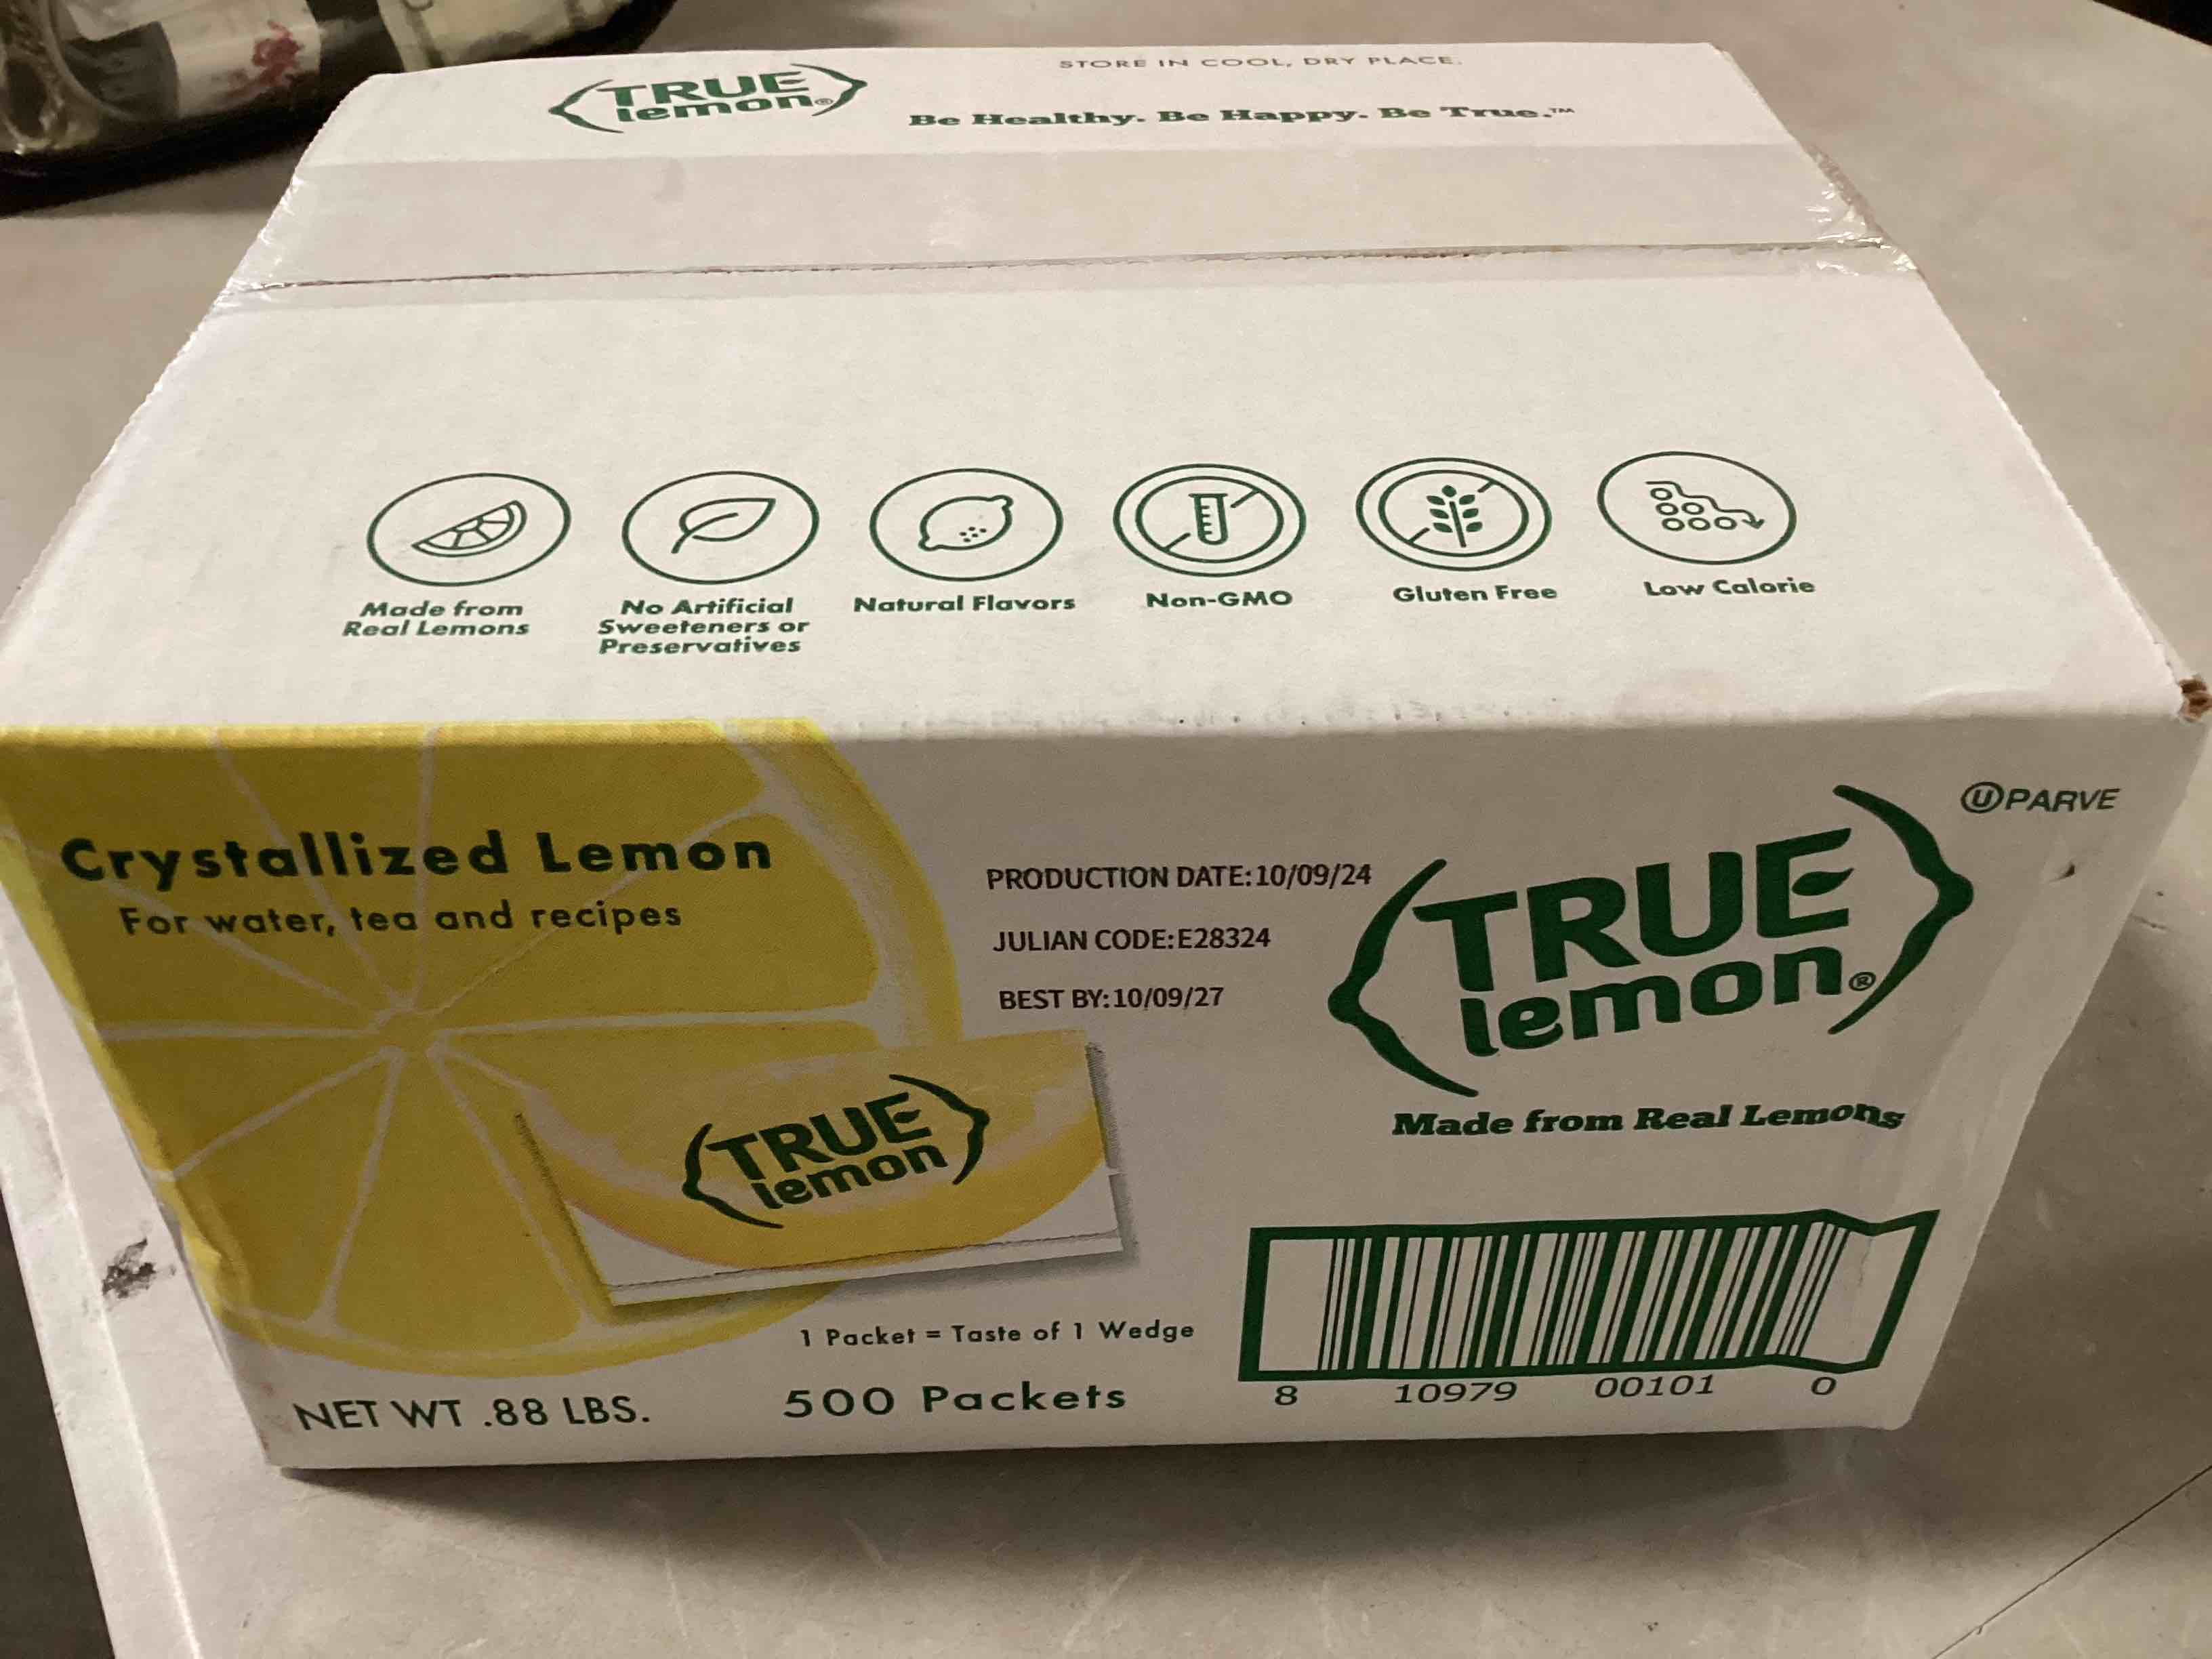 STORE IN COOL, DRY PLACE.
TRUE
lemon®
Be Healthy. Be Happy. Be True.™
Made from
Real Lemons
No Artificial
Sweeteners or
Preservatives
Natural Flavors
Non-GMO
Gluten Free
Low Calorie
Crystallized Lemon
For water, tea and recipes
PRODUCTION DATE:10/09/24
JULIAN CODE:E28324
BEST BY:10/09/27
TRUE
lemon®
Made from Real Lemons
Ⓤ PARVE
TRUE
lemon
1 Packet = Taste of 1 Wedge
NET WT .88 LBS.
500 Packets
8 10979 00101 0